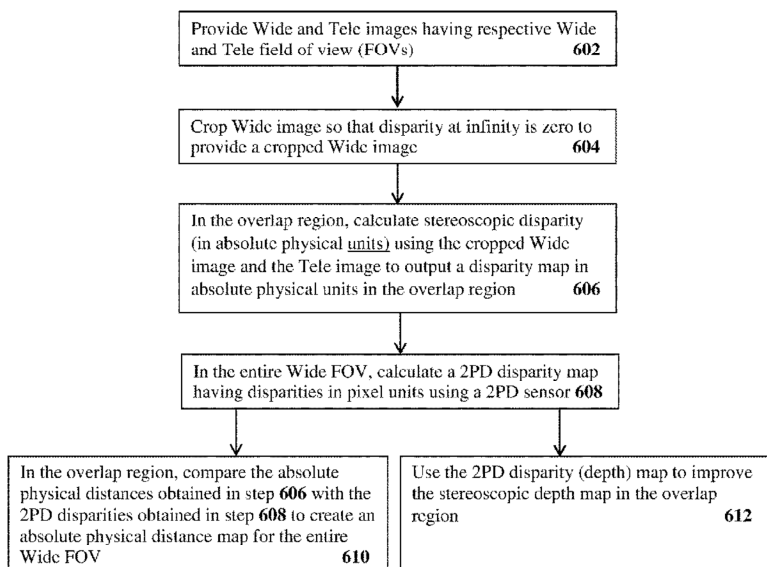 Provide Wide and Tele images having respective Wide
and Tele field of view (FOVs) 602
Crop Wide image so that disparity at infinity is zero to
provide a cropped Wide image 604
In the overlap region, calculate stereoscopic disparity
(in absolute physical units) using the cropped Wide
image and the Tele image to output a disparity map in
absolute physical units in the overlap region 606
In the entire Wide FOV, calculate a 2PD disparity map
having disparities in pixel units using a 2PD sensor 608
In the overlap region, compare the absolute
physical distances obtained in step 606 with the
2PD disparities obtained in step 608 to create an
absolute physical distance map for the entire
Wide FOV 610
Use the 2PD disparity (depth) map to improve
the stereoscopic depth map in the overlap
region 612